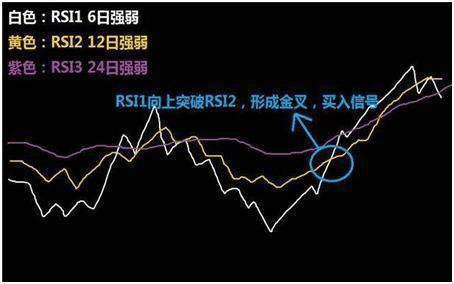 白色：RSI1 6日强弱
黄色：RSI2 12日强弱
紫色：RSI3 24日强弱
RSI1向上突破RSI2，形成金叉，买入信号